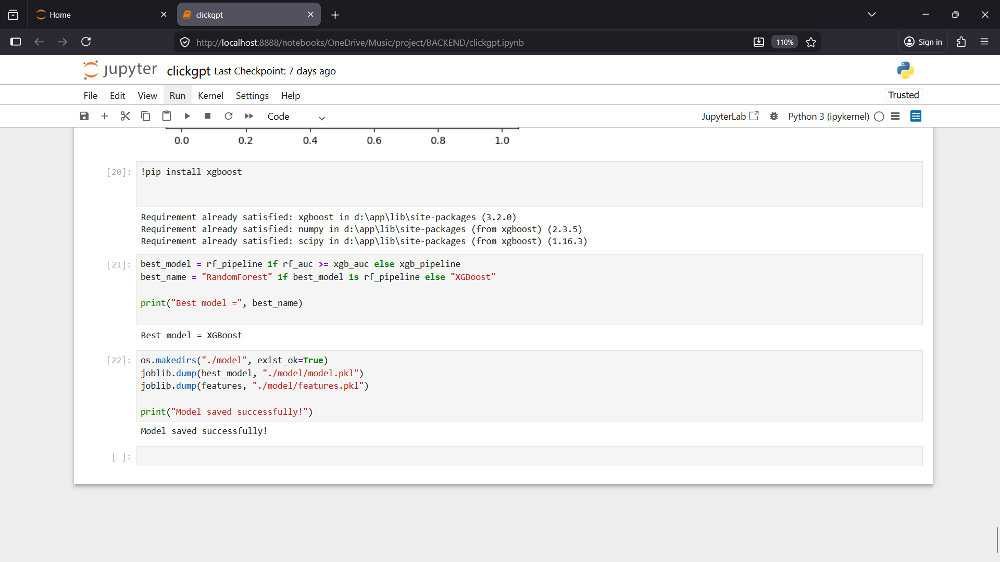 Home
clickgpt
http://localhost:8888/notebooks/OneDrive/Music/project/BACKEND/clickgpt.ipynb
110%
Sign in
jupyter clickgpt Last Checkpoint: 7 days ago
File Edit View Run Kernel Settings Help
Trusted
Code
JupyterLab
Python 3 (ipykernel)
0.0 0.2 0.4 0.6 0.8 1.0
[20]: !pip install xgboost
Requirement already satisfied: xgboost in d:\app\lib\site-packages (3.2.0)
Requirement already satisfied: numpy in d:\app\lib\site-packages (from xgboost) (2.3.5)
Requirement already satisfied: scipy in d:\app\lib\site-packages (from xgboost) (1.16.3)
[21]: best_model = rf_pipeline if rf_auc >= xgb_auc else xgb_pipeline
best_name = "RandomForest" if best_model is rf_pipeline else "XGBoost"
print("Best model =", best_name)
Best model = XGBoost
[22]: os.makedirs("./model", exist_ok=True)
joblib.dump(best_model, "./model/model.pkl")
joblib.dump(features, "./model/features.pkl")
print("Model saved successfully!")
Model saved successfully!
[ ]: